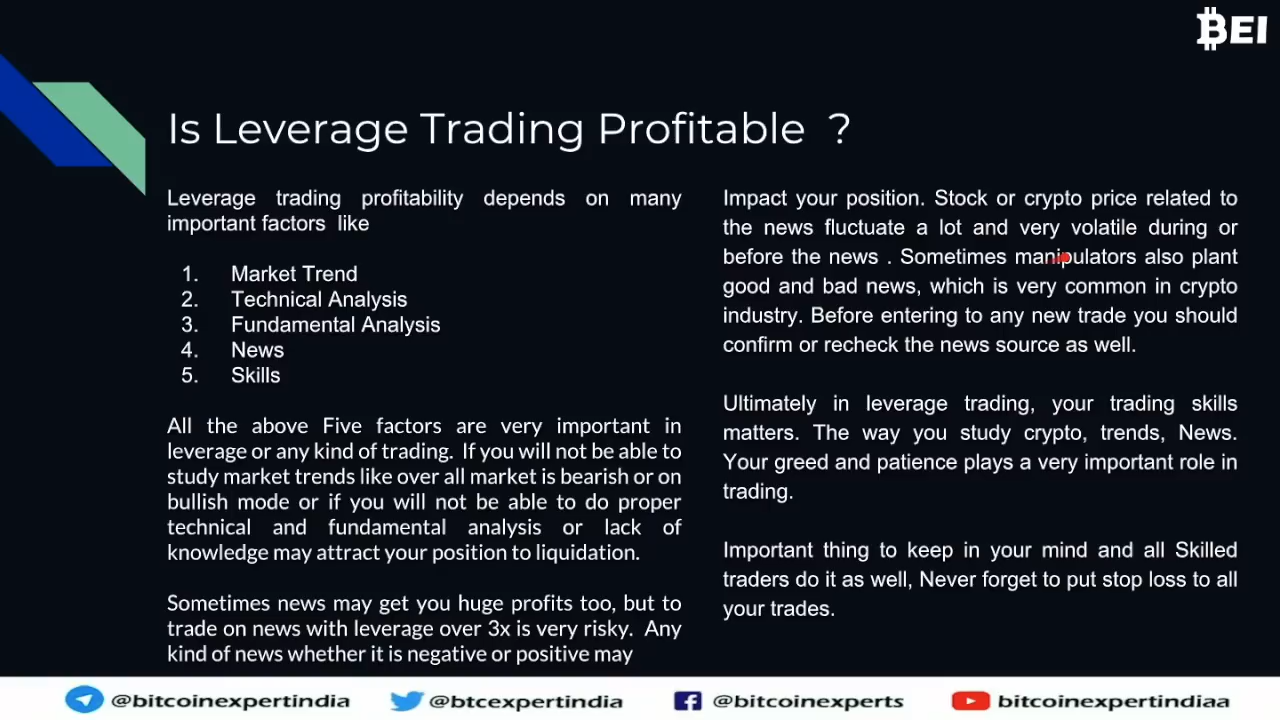 ₿EI
Is Leverage Trading Profitable ?
Leverage trading profitability depends on many
important factors like
1. Market Trend
2. Technical Analysis
3. Fundamental Analysis
4. News
5. Skills
All the above Five factors are very important in
leverage or any kind of trading. If you will not be able to
study market trends like over all market is bearish or on
bullish mode or if you will not be able to do proper
technical and fundamental analysis or lack of
knowledge may attract your position to liquidation.
Sometimes news may get you huge profits too, but to
trade on news with leverage over 3x is very risky. Any
kind of news whether it is negative or positive may
Impact your position. Stock or crypto price related to
the news fluctuate a lot and very volatile during or
before the news . Sometimes manipulators also plant
good and bad news, which is very common in crypto
industry. Before entering to any new trade you should
confirm or recheck the news source as well.
Ultimately in leverage trading, your trading skills
matters. The way you study crypto, trends, News.
Your greed and patience plays a very important role in
trading.
Important thing to keep in your mind and all Skilled
traders do it as well, Never forget to put stop loss to all
your trades.
@bitcoinexpertindia @btcexpertindia @bitcoinexperts bitcoinexpertindiaa